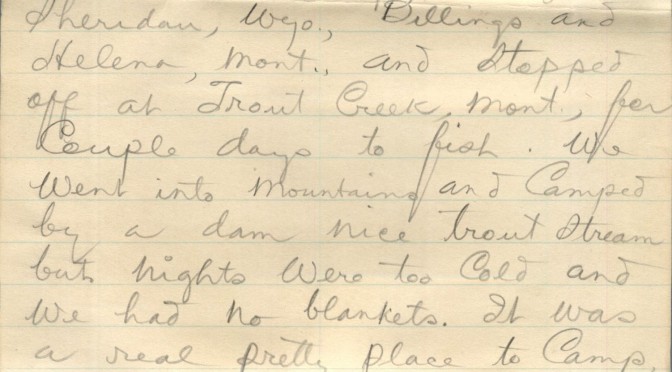 Sheridan, Wyo., Billings and
Helena, Mont., and Stopped
off at Trout Creek, Mont., for
Couple days to fish. We
Went into Mountains and Camped
by a dam nice trout Stream
but Nights Were too Cold and
We had No blankets. It was
a real pretty place to Camp.